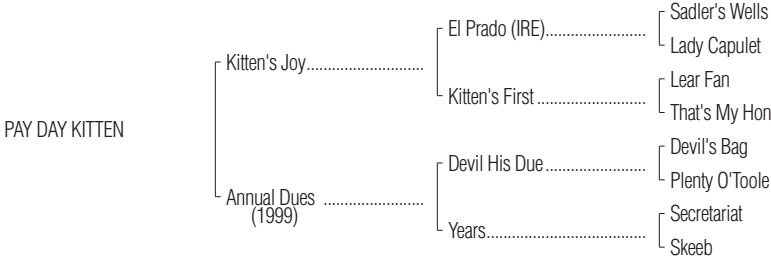 Sadler's Wells
El Prado (IRE)........................
Lady Capulet
Kitten's Joy............................
Lear Fan
Kitten's First ..........................
That's My Hon
PAY DAY KITTEN
Devil's Bag
Devil His Due........................
Plenty O'Toole
Annual Dues ........................
(1999)
Secretariat
Years......................................
Skeeb